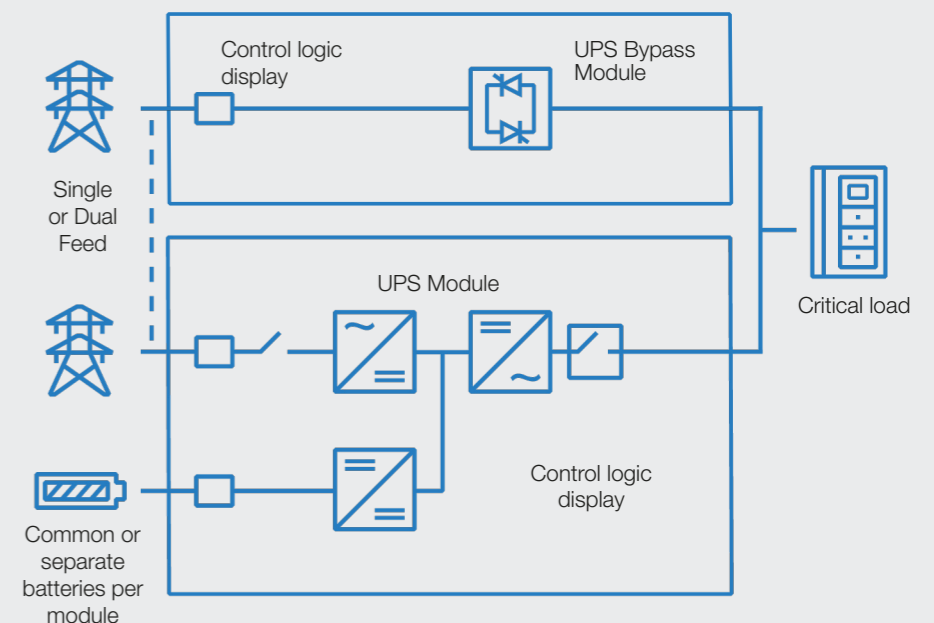 Control logic
display
UPS Bypass
Module
Single
or Dual
Feed
UPS Module
Critical load
Control logic
display
Common or
separate
batteries per
module